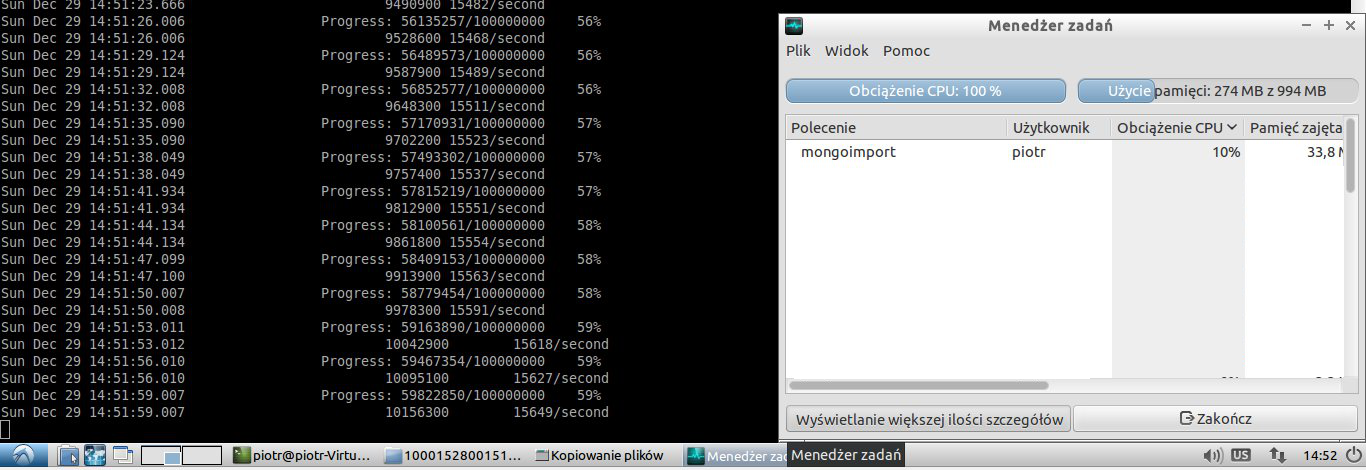 Sun Dec 29 14:51:23.666 9490900 15482/second
Sun Dec 29 14:51:26.006 Progress: 56135257/100000000 56%
Sun Dec 29 14:51:26.006 9528600 15468/second
Sun Dec 29 14:51:29.124 Progress: 56489573/100000000 56%
Sun Dec 29 14:51:29.124 9587900 15489/second
Sun Dec 29 14:51:32.008 Progress: 56852577/100000000 56%
Sun Dec 29 14:51:32.008 9648300 15511/second
Sun Dec 29 14:51:35.090 Progress: 57170931/100000000 57%
Sun Dec 29 14:51:35.090 9702200 15523/second
Sun Dec 29 14:51:38.049 Progress: 57493302/100000000 57%
Sun Dec 29 14:51:38.049 9757400 15537/second
Sun Dec 29 14:51:41.934 Progress: 57815219/100000000 57%
Sun Dec 29 14:51:41.934 9812900 15551/second
Sun Dec 29 14:51:44.134 Progress: 58100561/100000000 58%
Sun Dec 29 14:51:44.134 9861800 15554/second
Sun Dec 29 14:51:47.099 Progress: 58409153/100000000 58%
Sun Dec 29 14:51:47.100 9913900 15563/second
Sun Dec 29 14:51:50.007 Progress: 58779454/100000000 58%
Sun Dec 29 14:51:50.008 9978300 15591/second
Sun Dec 29 14:51:53.011 Progress: 59163890/100000000 59%
Sun Dec 29 14:51:53.012 10042900 15618/second
Sun Dec 29 14:51:56.010 Progress: 59467354/100000000 59%
Sun Dec 29 14:51:56.010 10095100 15627/second
Sun Dec 29 14:51:59.007 Progress: 59822850/100000000 59%
Sun Dec 29 14:51:59.007 10156300 15649/second
Menedżer zadań
Plik Widok Pomoc
Obciążenie CPU: 100 % Użycie pamięci: 274 MB z 994 MB
Polecenie Użytkownik Obciążenie CPU Pamięć zajęta
mongoimport piotr 10% 33,8 M
Wyświetlanie większej ilości szczegółów Zakończ
piotr@piotr-Virtu... 1000152800151... Kopiowanie plików Menedżer zad Menedżer zadań US 14:52